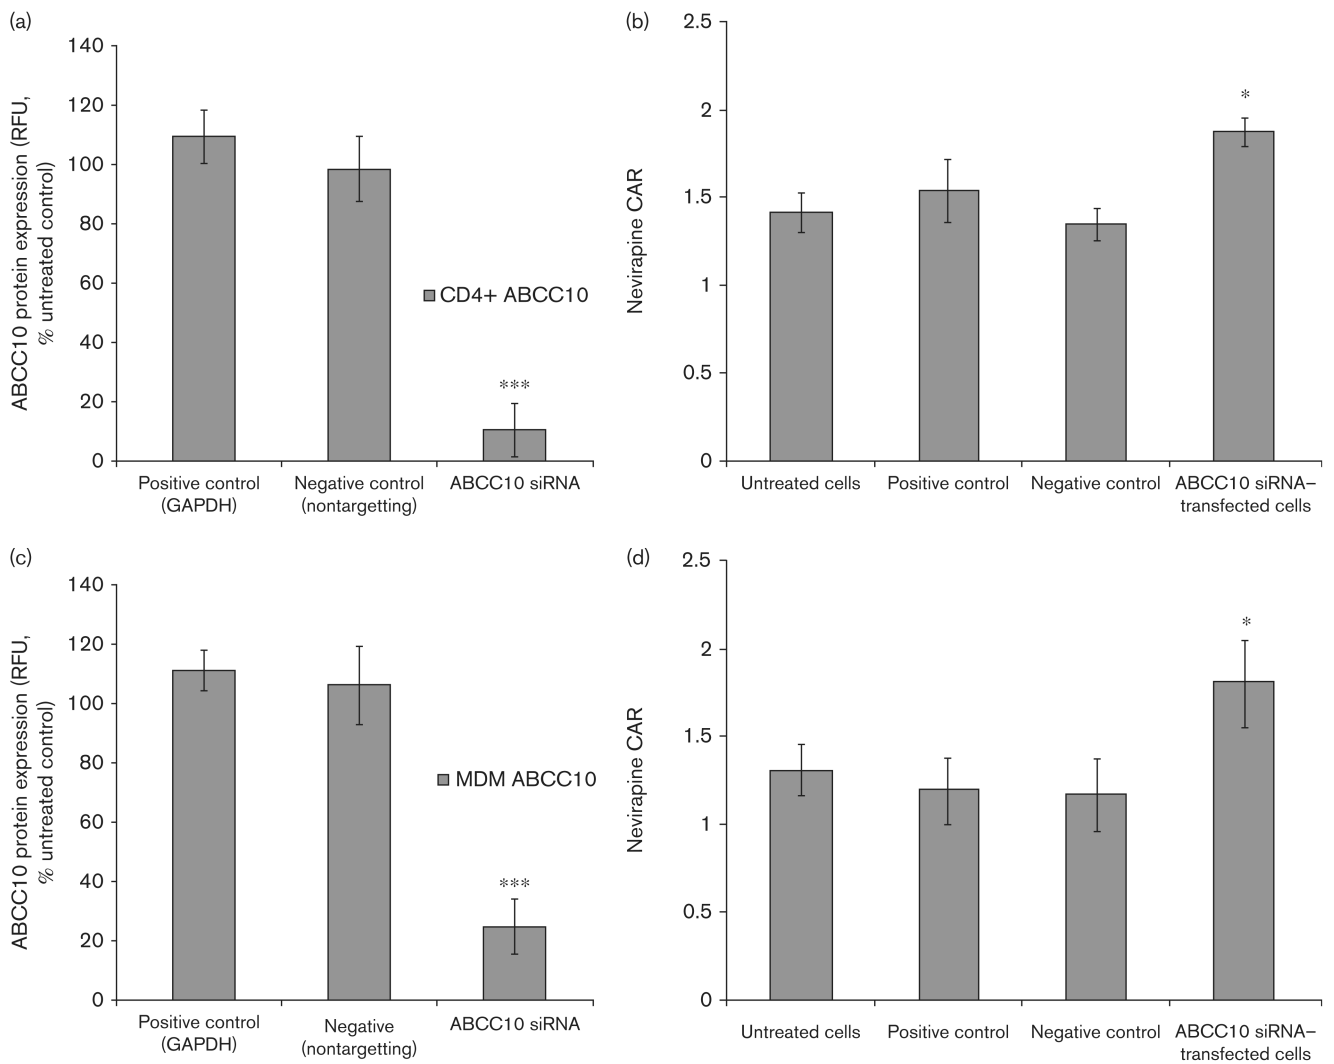 (a)
140
120
100
80
60
40
20
0
ABCC10 protein expression (RFU,
% untreated control)
CD4+ ABCC10
***
Positive control
(GAPDH)
Negative control
(nontargetting)
ABCC10 siRNA
(b)
2.5
2
1.5
1
0.5
0
Nevirapine CAR
*
Untreated cells
Positive control
Negative control
ABCC10 siRNA–
transfected cells
(c)
140
120
100
80
60
40
20
0
ABCC10 protein expression (RFU,
% untreated control)
MDM ABCC10
***
Positive control
(GAPDH)
Negative
(nontargetting)
ABCC10 siRNA
(d)
2.5
2
1.5
1
0.5
0
Nevirapine CAR
*
Untreated cells
Positive control
Negative control
ABCC10 siRNA–
transfected cells